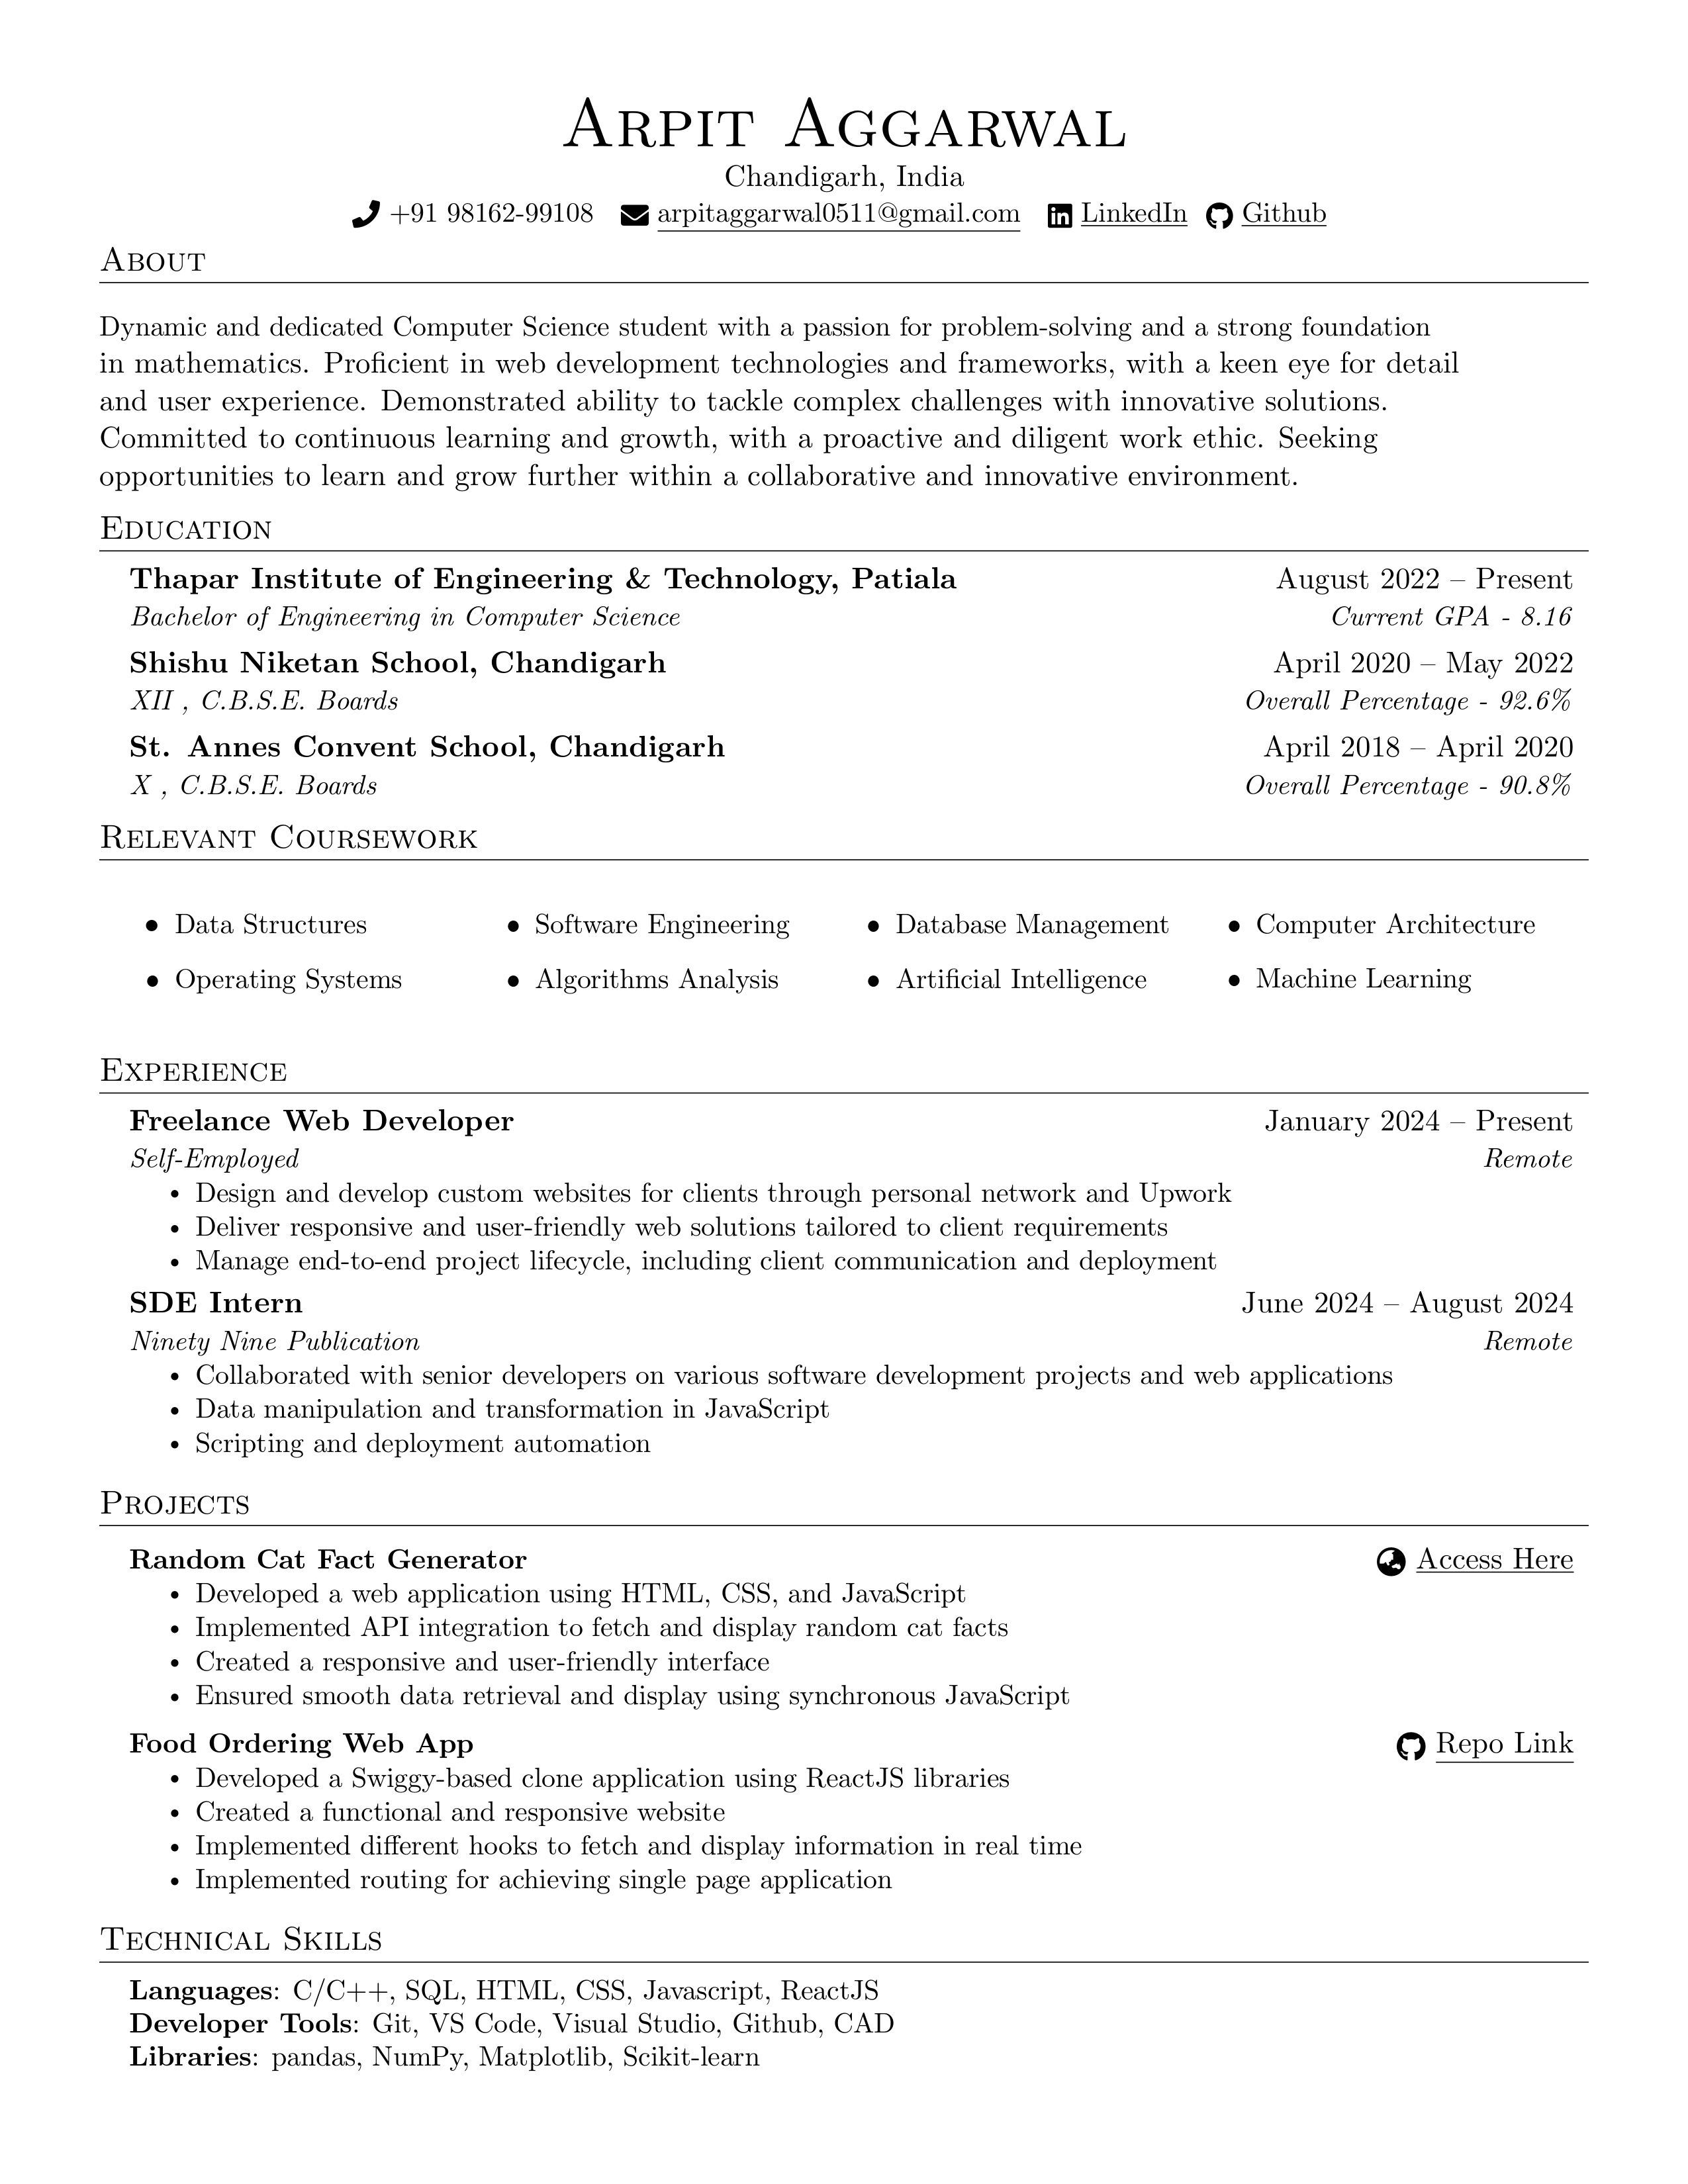 Arpit Aggarwal
Chandigarh, India
+91 98162-99108 arpitaggarwal0511@gmail.com LinkedIn Github
About
Dynamic and dedicated Computer Science student with a passion for problem-solving and a strong foundation
in mathematics. Proficient in web development technologies and frameworks, with a keen eye for detail
and user experience. Demonstrated ability to tackle complex challenges with innovative solutions.
Committed to continuous learning and growth, with a proactive and diligent work ethic. Seeking
opportunities to learn and grow further within a collaborative and innovative environment.
Education
Thapar Institute of Engineering & Technology, Patiala August 2022 – Present
Bachelor of Engineering in Computer Science Current GPA - 8.16
Shishu Niketan School, Chandigarh April 2020 – May 2022
XII , C.B.S.E. Boards Overall Percentage - 92.6%
St. Annes Convent School, Chandigarh April 2018 – April 2020
X , C.B.S.E. Boards Overall Percentage - 90.8%
Relevant Coursework
• Data Structures • Software Engineering • Database Management • Computer Architecture
• Operating Systems • Algorithms Analysis • Artificial Intelligence • Machine Learning
Experience
Freelance Web Developer January 2024 – Present
Self-Employed Remote
• Design and develop custom websites for clients through personal network and Upwork
• Deliver responsive and user-friendly web solutions tailored to client requirements
• Manage end-to-end project lifecycle, including client communication and deployment
SDE Intern June 2024 – August 2024
Ninety Nine Publication Remote
• Collaborated with senior developers on various software development projects and web applications
• Data manipulation and transformation in JavaScript
• Scripting and deployment automation
Projects
Random Cat Fact Generator Access Here
• Developed a web application using HTML, CSS, and JavaScript
• Implemented API integration to fetch and display random cat facts
• Created a responsive and user-friendly interface
• Ensured smooth data retrieval and display using synchronous JavaScript
Food Ordering Web App Repo Link
• Developed a Swiggy-based clone application using ReactJS libraries
• Created a functional and responsive website
• Implemented different hooks to fetch and display information in real time
• Implemented routing for achieving single page application
Technical Skills
Languages: C/C++, SQL, HTML, CSS, Javascript, ReactJS
Developer Tools: Git, VS Code, Visual Studio, Github, CAD
Libraries: pandas, NumPy, Matplotlib, Scikit-learn